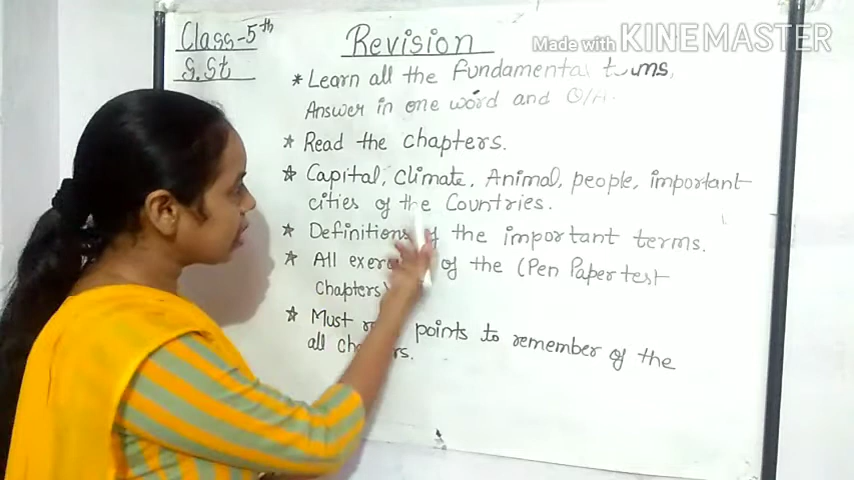 Class-5th
S.St
Revision
Made with KINEMASTER
* Learn all the fundamental terms,
Answer in one word and Q/A.
* Read the chapters.
* Capital, Climate, Animal, people, important
cities of the Countries.
* Definitions of the important terms.
* All of the (Pen Paper test
chapters)
* Must points to remember of the
all